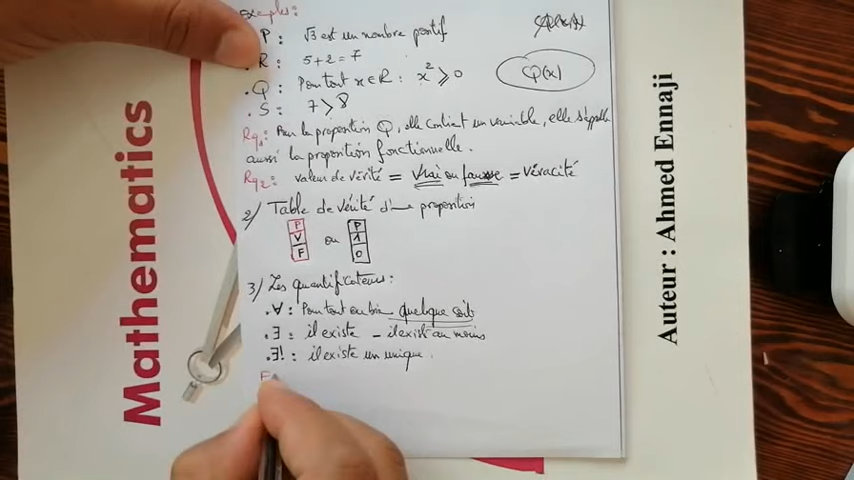 Exemples:
P : √3 est un nombre positif
.R : 5+2=7
.Q : Pour tout x∈R : x² ⩾ 0
Q(x)
.S : 7 > 8
Rq1: Pour la proposition Q, elle contient un variable, elle s'appelle
aussi la proposition fonctionnelle.
Rq2: valeur de vérité = vrai ou fausse = véracité
2/ Table de vérité d'une proposition
P
V
F
ou
P
1
0
3/ Les quantificateurs:
.∀ : Pour tout ou bien quelque soit
.∃ : il existe - il existe au moins
.∃! : il existe un unique.
Mathematics
Auteur : Ahmed Ennaji